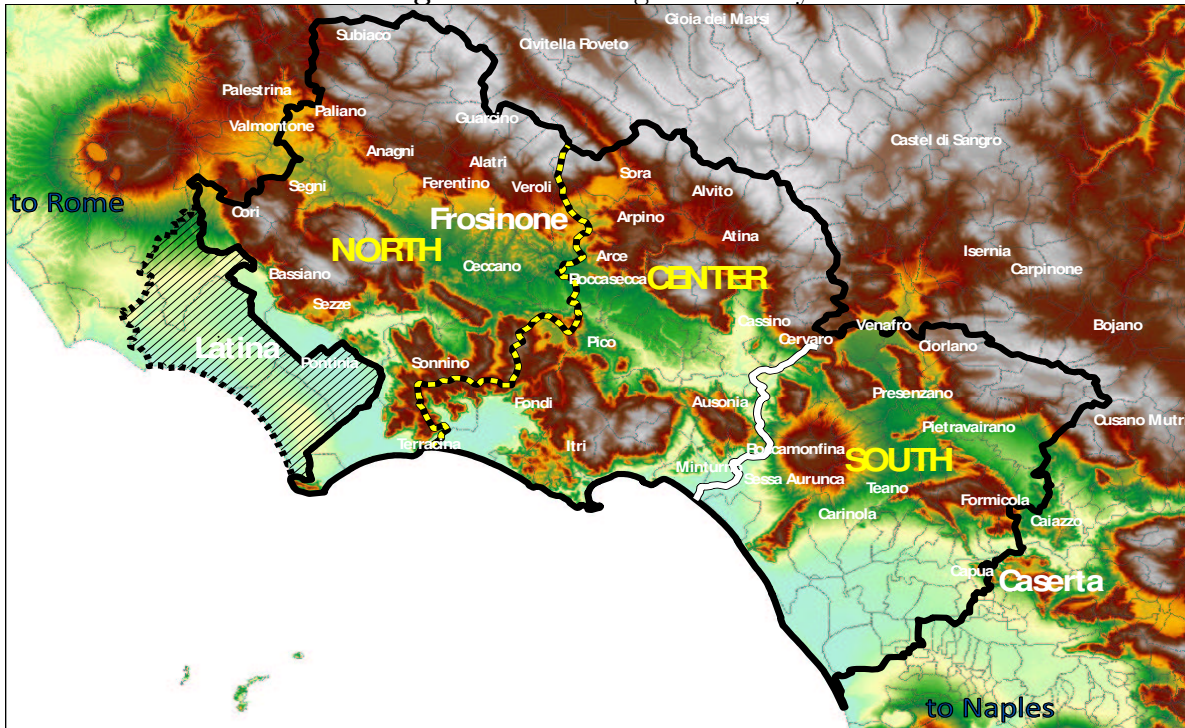 Gioia dei Marsi
Subiaco
Civitella Roveto
Palestrina
Paliano
Guarcino
Valmontone
Castel di Sangro
Anagni
Alatri
Sora
Segni
Ferentino
Veroli
Alvito
to Rome
Cori
Frosinone
Arpino
Atina
NORTH
Arce
Isernia
Bassiano
Ceccano
Roccasecca
CENTER
Carpinone
Sezze
Cassino
Venafro
Bojano
Latina
Pontinia
Sonnino
Pico
Cervaro
Ciorlano
Fondi
Ausonia
Presenzano
Cusano Mutri
Terracina
Itri
Pietravairano
Roccamonfina
SOUTH
Minturn
Sessa Aurunca
Teano
Formicola
Carinola
Caiazzo
Capua
Caserta
to Naples